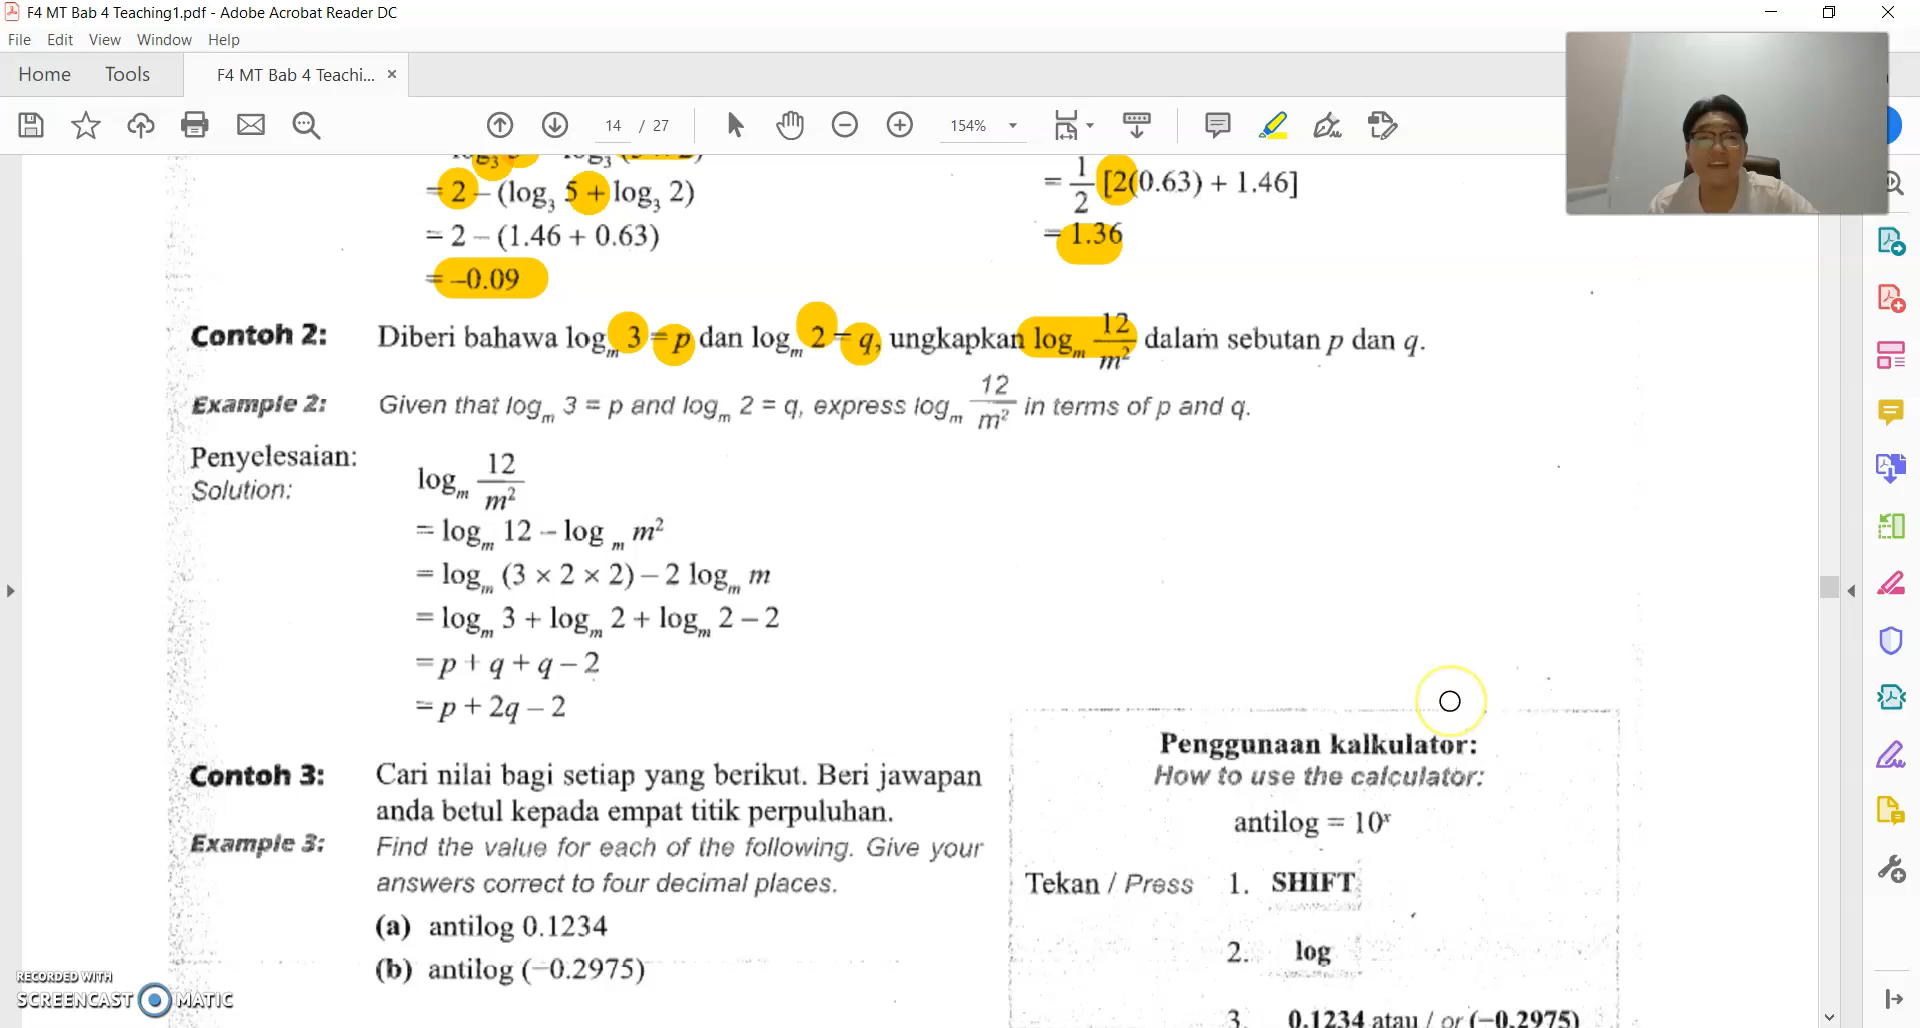 F4 MT Bab 4 Teaching1.pdf - Adobe Acrobat Reader DC
File Edit View Window Help
Home Tools F4 MT Bab 4 Teachi... ×
14 / 27 154%
= 2 – (log₃ 5 + log₃ 2)
= 2 – (1.46 + 0.63)
= –0.09
= 1/2 [2(0.63) + 1.46]
= 1.36
Contoh 2: Diberi bahawa logₘ 3 = p dan logₘ 2 = q, ungkapkan logₘ 12/m² dalam sebutan p dan q.
Example 2: Given that logₘ 3 = p and logₘ 2 = q, express logₘ 12/m² in terms of p and q.
Penyelesaian:
Solution:
logₘ 12/m²
= logₘ 12 – logₘ m²
= logₘ (3 × 2 × 2) – 2 logₘ m
= logₘ 3 + logₘ 2 + logₘ 2 – 2
= p + q + q – 2
= p + 2q – 2
Contoh 3: Cari nilai bagi setiap yang berikut. Beri jawapan
anda betul kepada empat titik perpuluhan.
Example 3: Find the value for each of the following. Give your
answers correct to four decimal places.
(a) antilog 0.1234
(b) antilog (–0.2975)
Penggunaan kalkulator:
How to use the calculator:
antilog = 10ˣ
Tekan / Press 1. SHIFT
2. log
3. 0.1234 atau / or (–0.2975)
RECORDED WITH
SCREENCAST MATIC